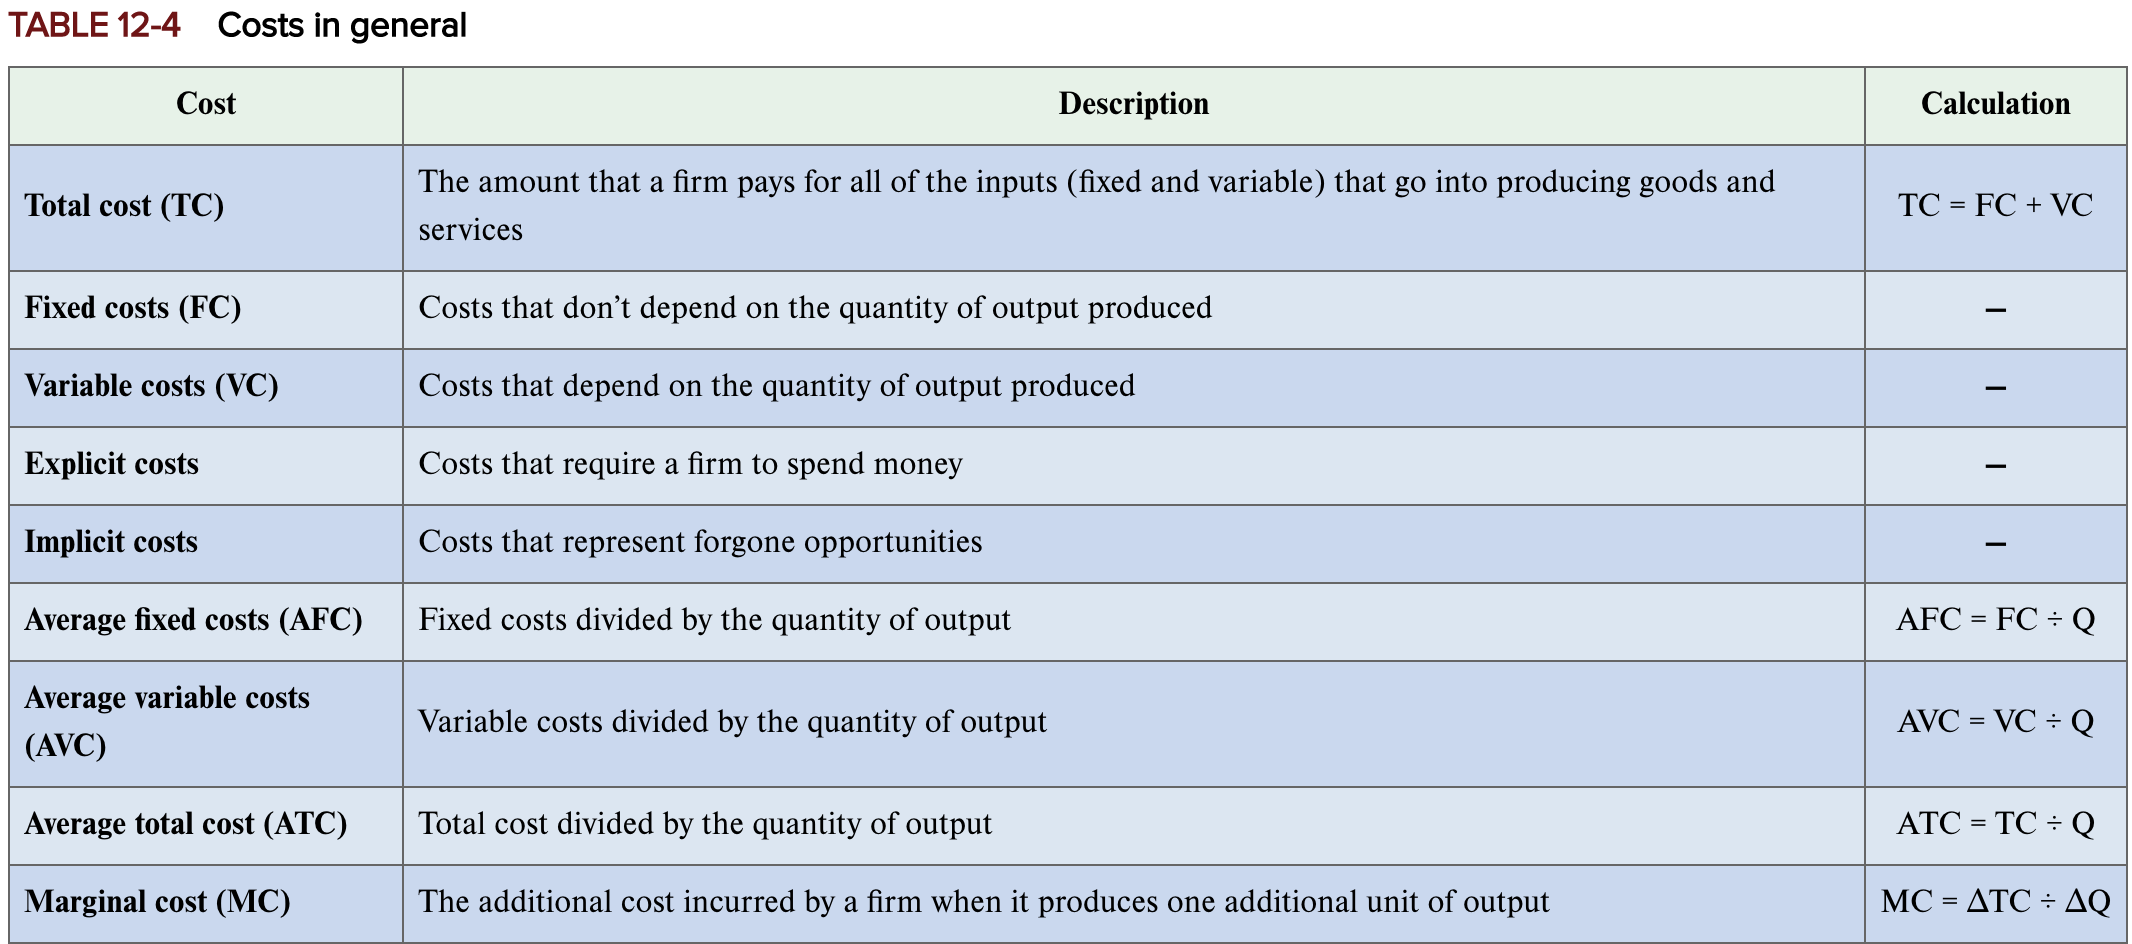 TABLE 12-4 Costs in general
Cost Description Calculation
Total cost (TC) The amount that a firm pays for all of the inputs (fixed and variable) that go into producing goods and
services TC = FC + VC
Fixed costs (FC) Costs that don’t depend on the quantity of output produced –
Variable costs (VC) Costs that depend on the quantity of output produced –
Explicit costs Costs that require a firm to spend money –
Implicit costs Costs that represent forgone opportunities –
Average fixed costs (AFC) Fixed costs divided by the quantity of output AFC = FC ÷ Q
Average variable costs
(AVC) Variable costs divided by the quantity of output AVC = VC ÷ Q
Average total cost (ATC) Total cost divided by the quantity of output ATC = TC ÷ Q
Marginal cost (MC) The additional cost incurred by a firm when it produces one additional unit of output MC = ΔTC ÷ ΔQ